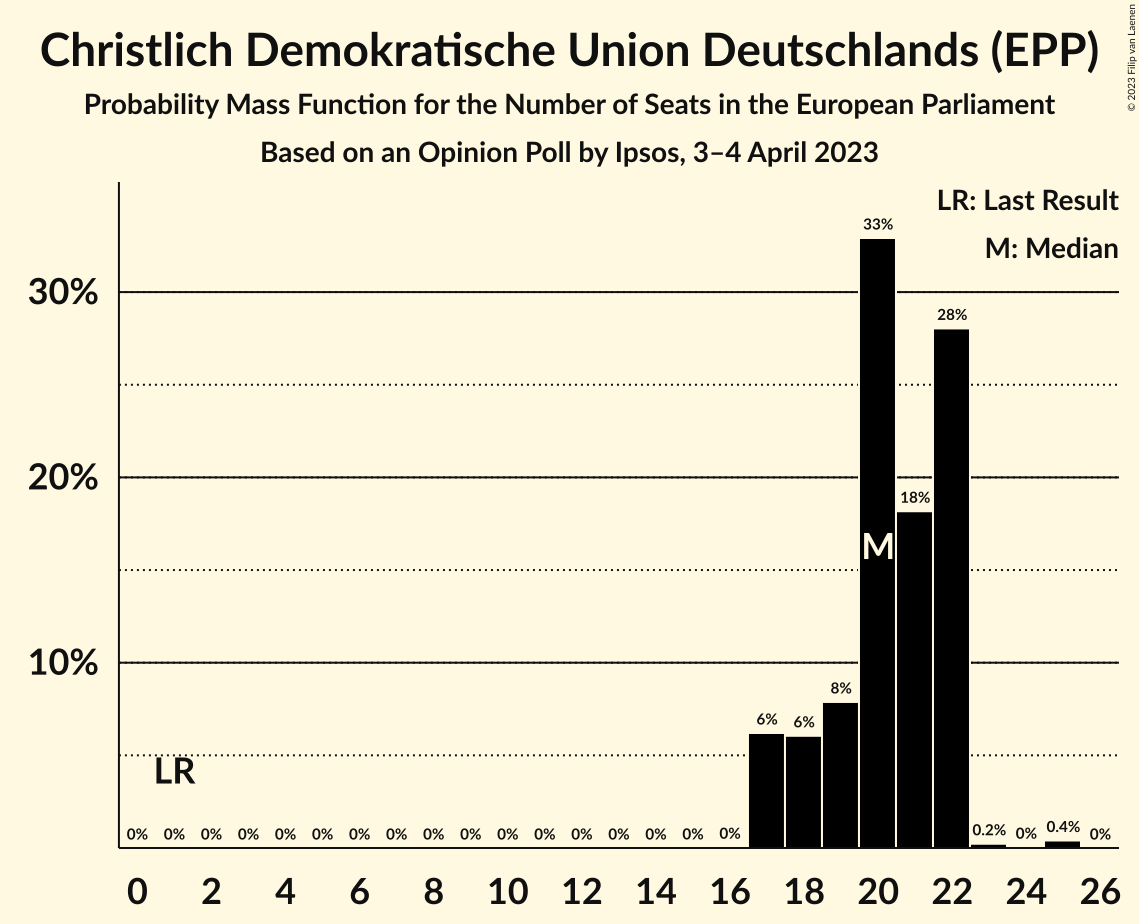 Christlich Demokratische Union Deutschlands (EPP)
Probability Mass Function for the Number of Seats in the European Parliament
Based on an Opinion Poll by Ipsos, 3–4 April 2023
© 2023 Filip van Laenen
LR: Last Result
M: Median
33%
30%
28%
20%
18%
M
10%
8%
6% 6%
LR
0% 0% 0% 0% 0% 0% 0% 0% 0% 0% 0% 0% 0% 0% 0% 0% 0% 0.2% 0% 0.4% 0%
0 2 4 6 8 10 12 14 16 18 20 22 24 26